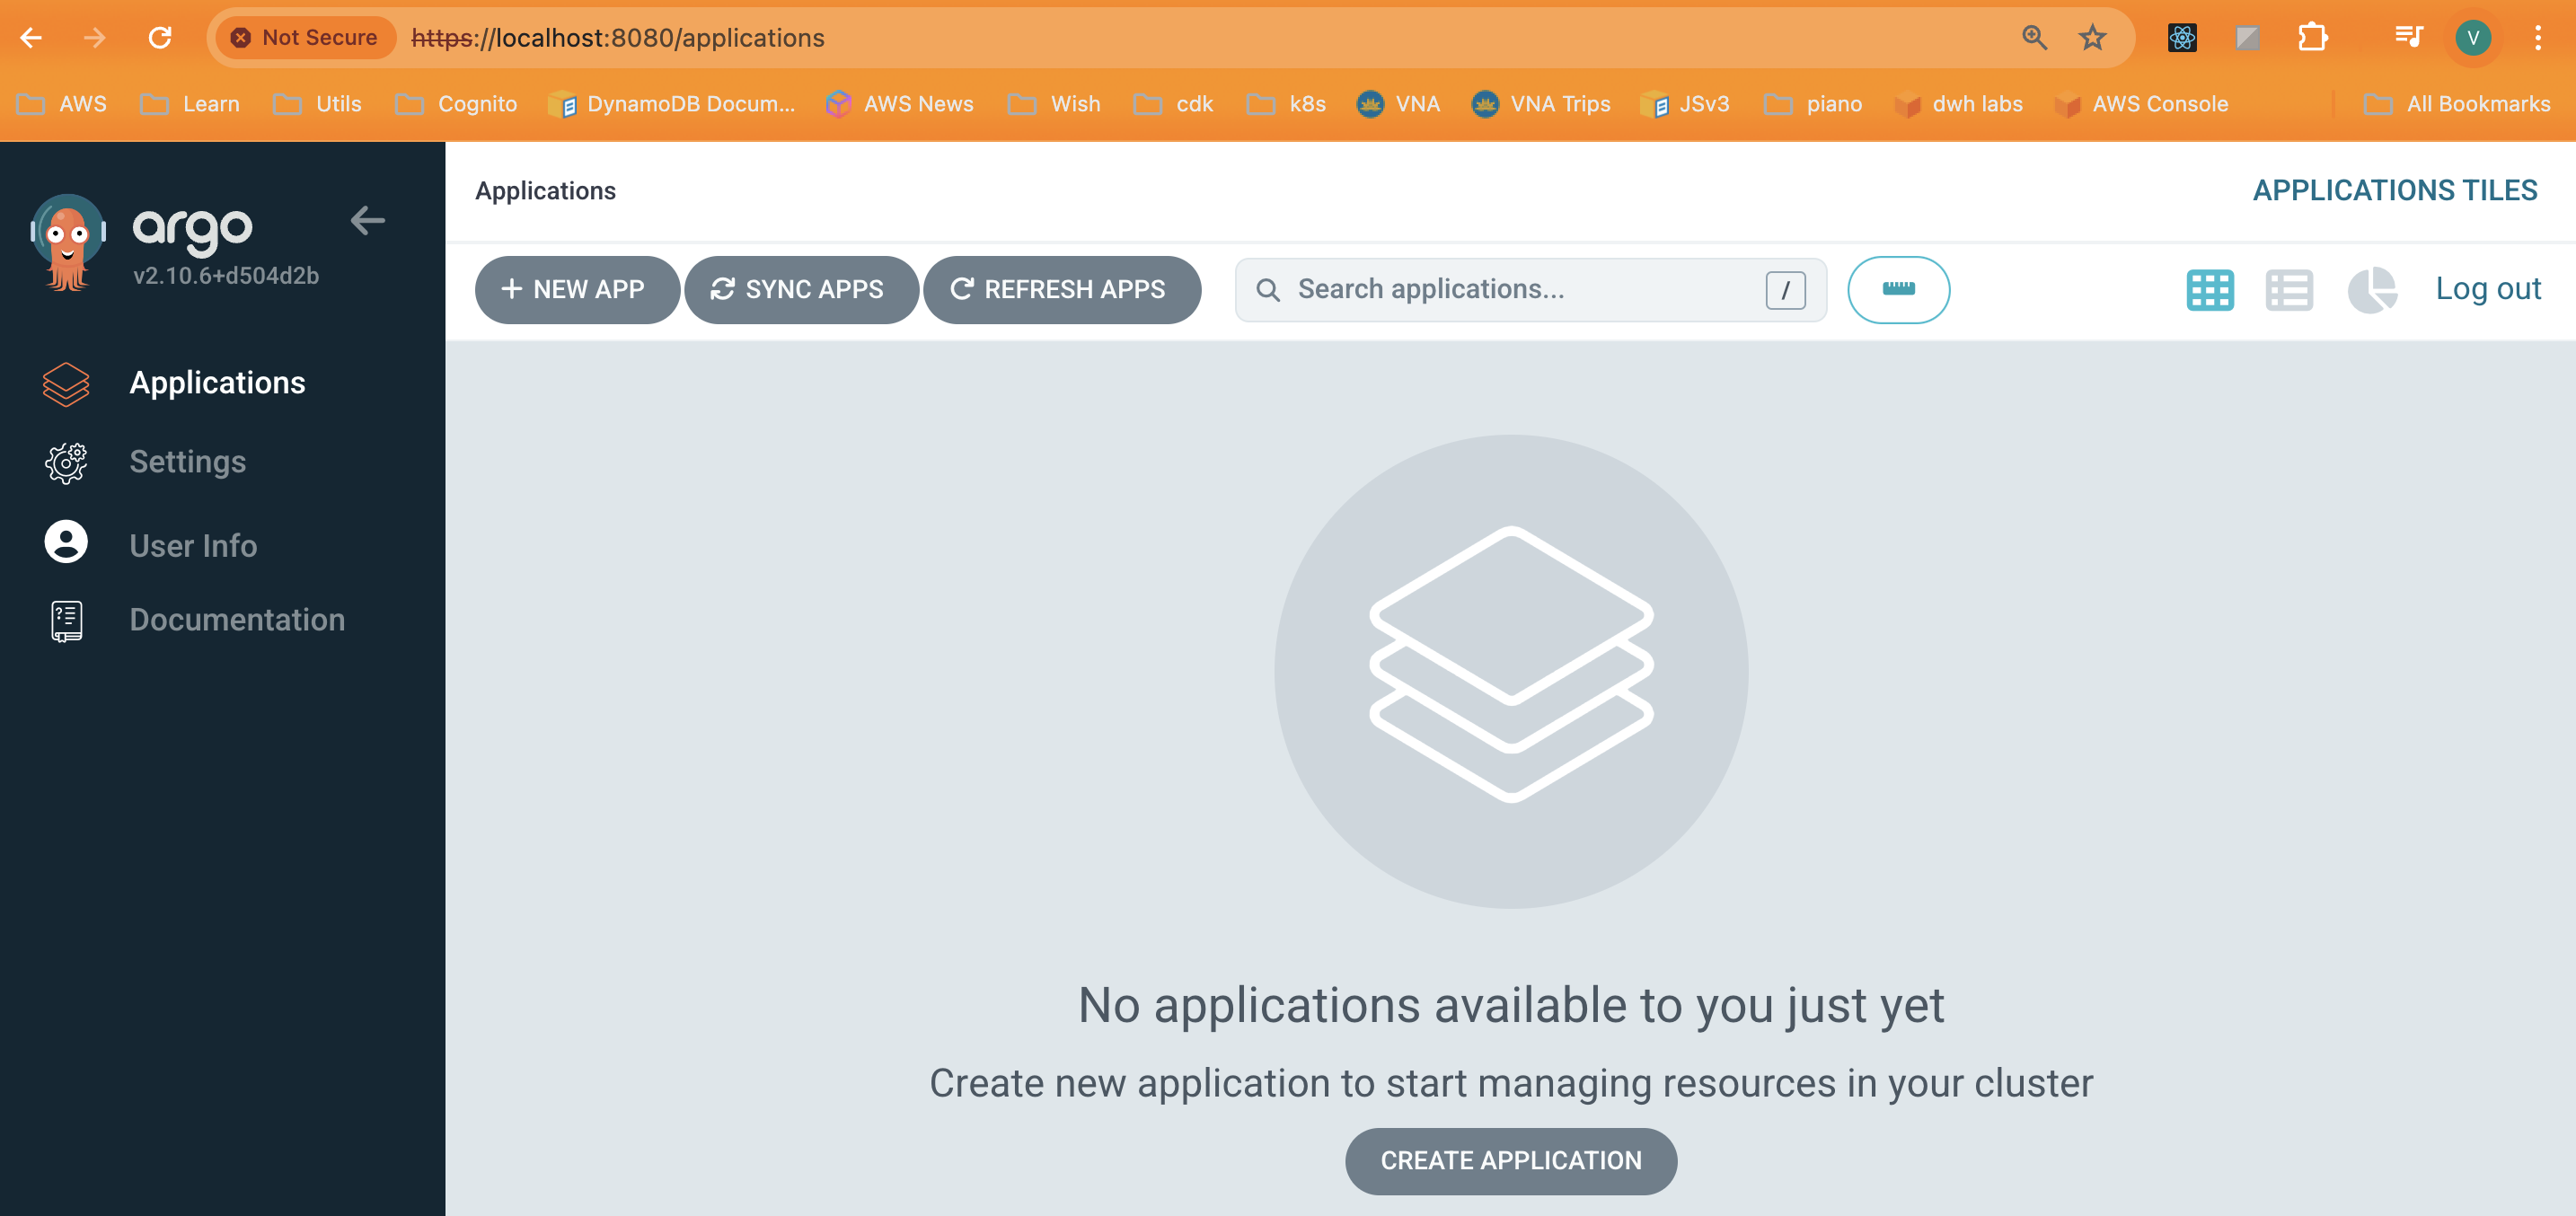 Not Secure https://localhost:8080/applications V
AWS Learn Utils Cognito DynamoDB Docum... AWS News Wish cdk k8s VNA VNA Trips JSv3 piano dwh labs AWS Console All Bookmarks
argo
v2.10.6+d504d2b
Applications
Settings
User Info
Documentation
Applications APPLICATIONS TILES
+ NEW APP SYNC APPS REFRESH APPS Search applications... / Log out
No applications available to you just yet
Create new application to start managing resources in your cluster
CREATE APPLICATION